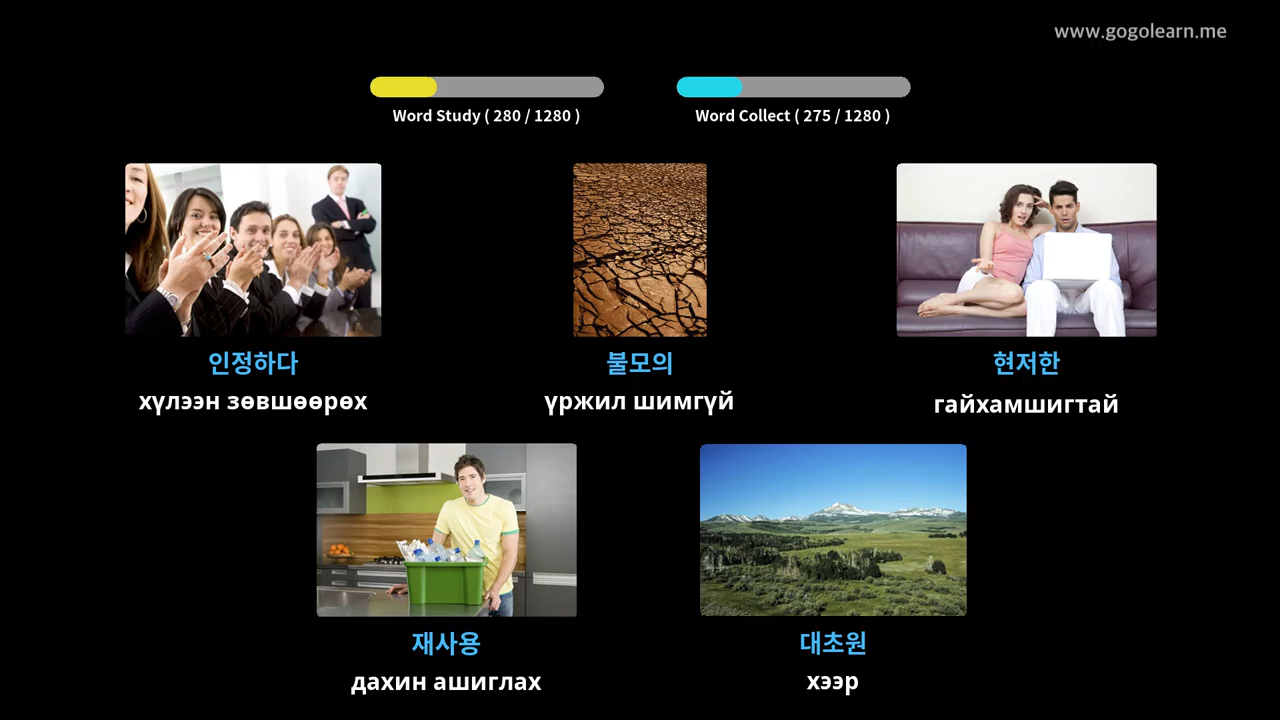 www.gogolearn.me
Word Study ( 280 / 1280 )
Word Collect ( 275 / 1280 )
인정하다
хүлээн зөвшөөрөх
불모의
үржил шимгүй
현저한
гайхамшигтай
재사용
дахин ашиглах
대초원
хээр